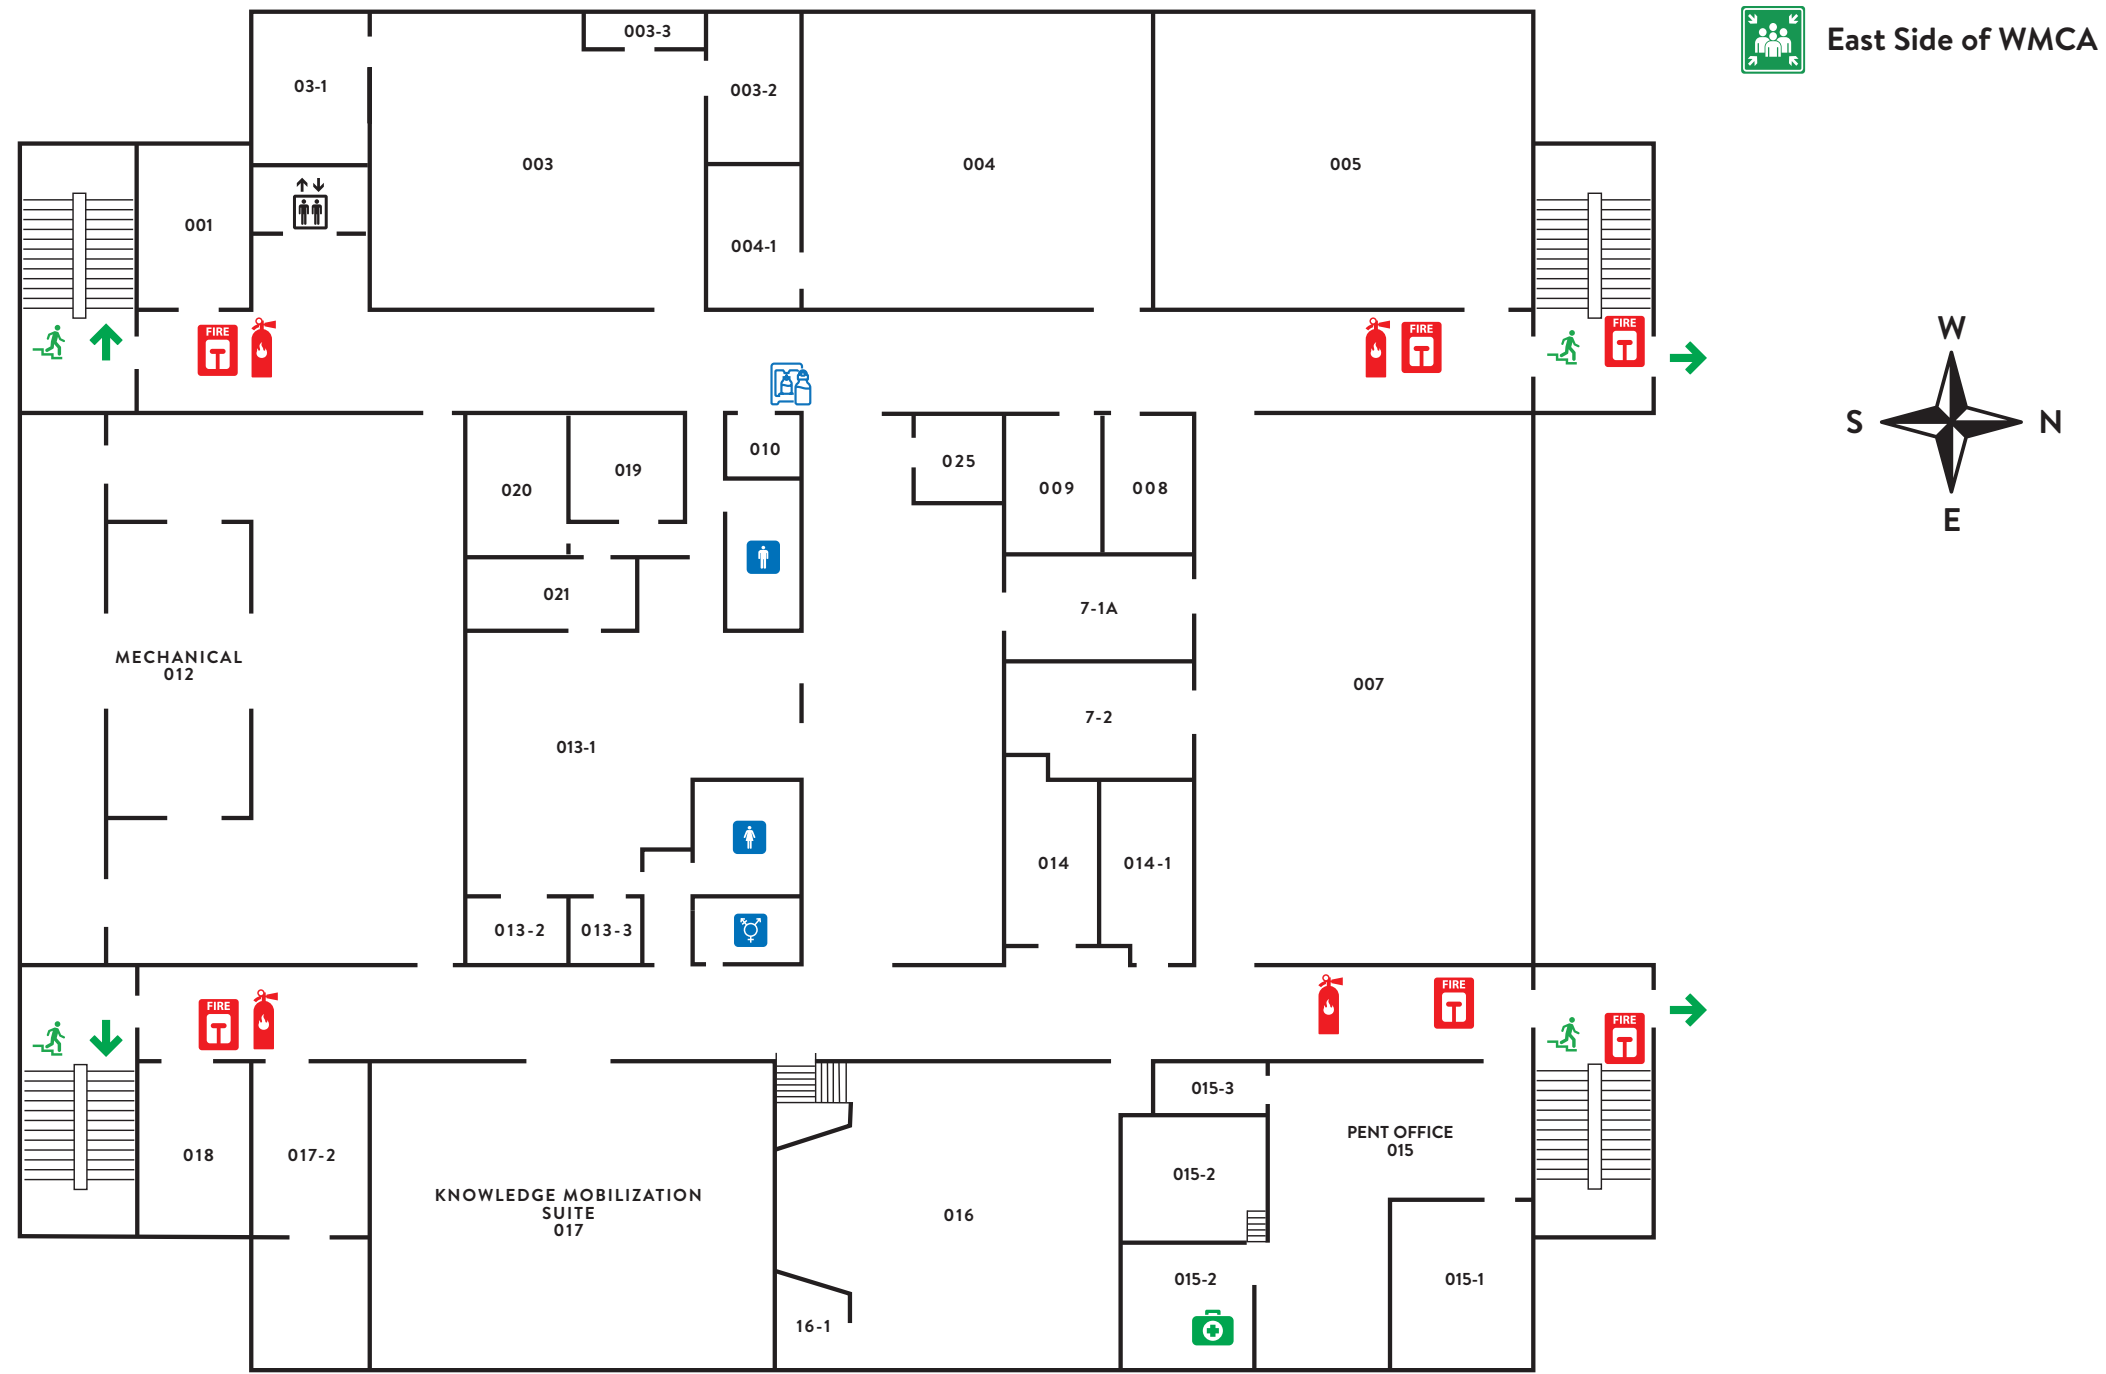 East Side of WMCA
003-3
03-1
003-2
003
004
005
001
004-1
FIRE
FIRE
FIRE
W
S
N
E
010
019
020
025
009
008
021
7-1A
MECHANICAL
012
007
7-2
013-1
014
014-1
013-2
013-3
FIRE
FIRE
FIRE
015-3
PENT OFFICE
015
018
017-2
015-2
KNOWLEDGE MOBILIZATION
SUITE
017
016
015-2
015-1
16-1